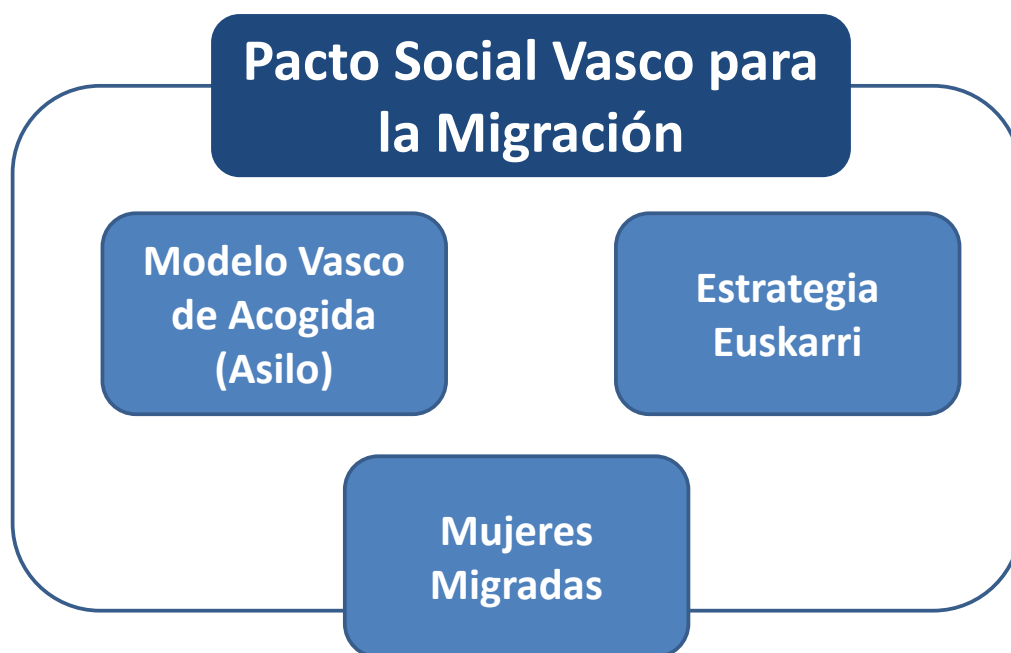 Pacto Social Vasco para
la Migración
Modelo Vasco
de Acogida
(Asilo)
Estrategia
Euskarri
Mujeres
Migradas